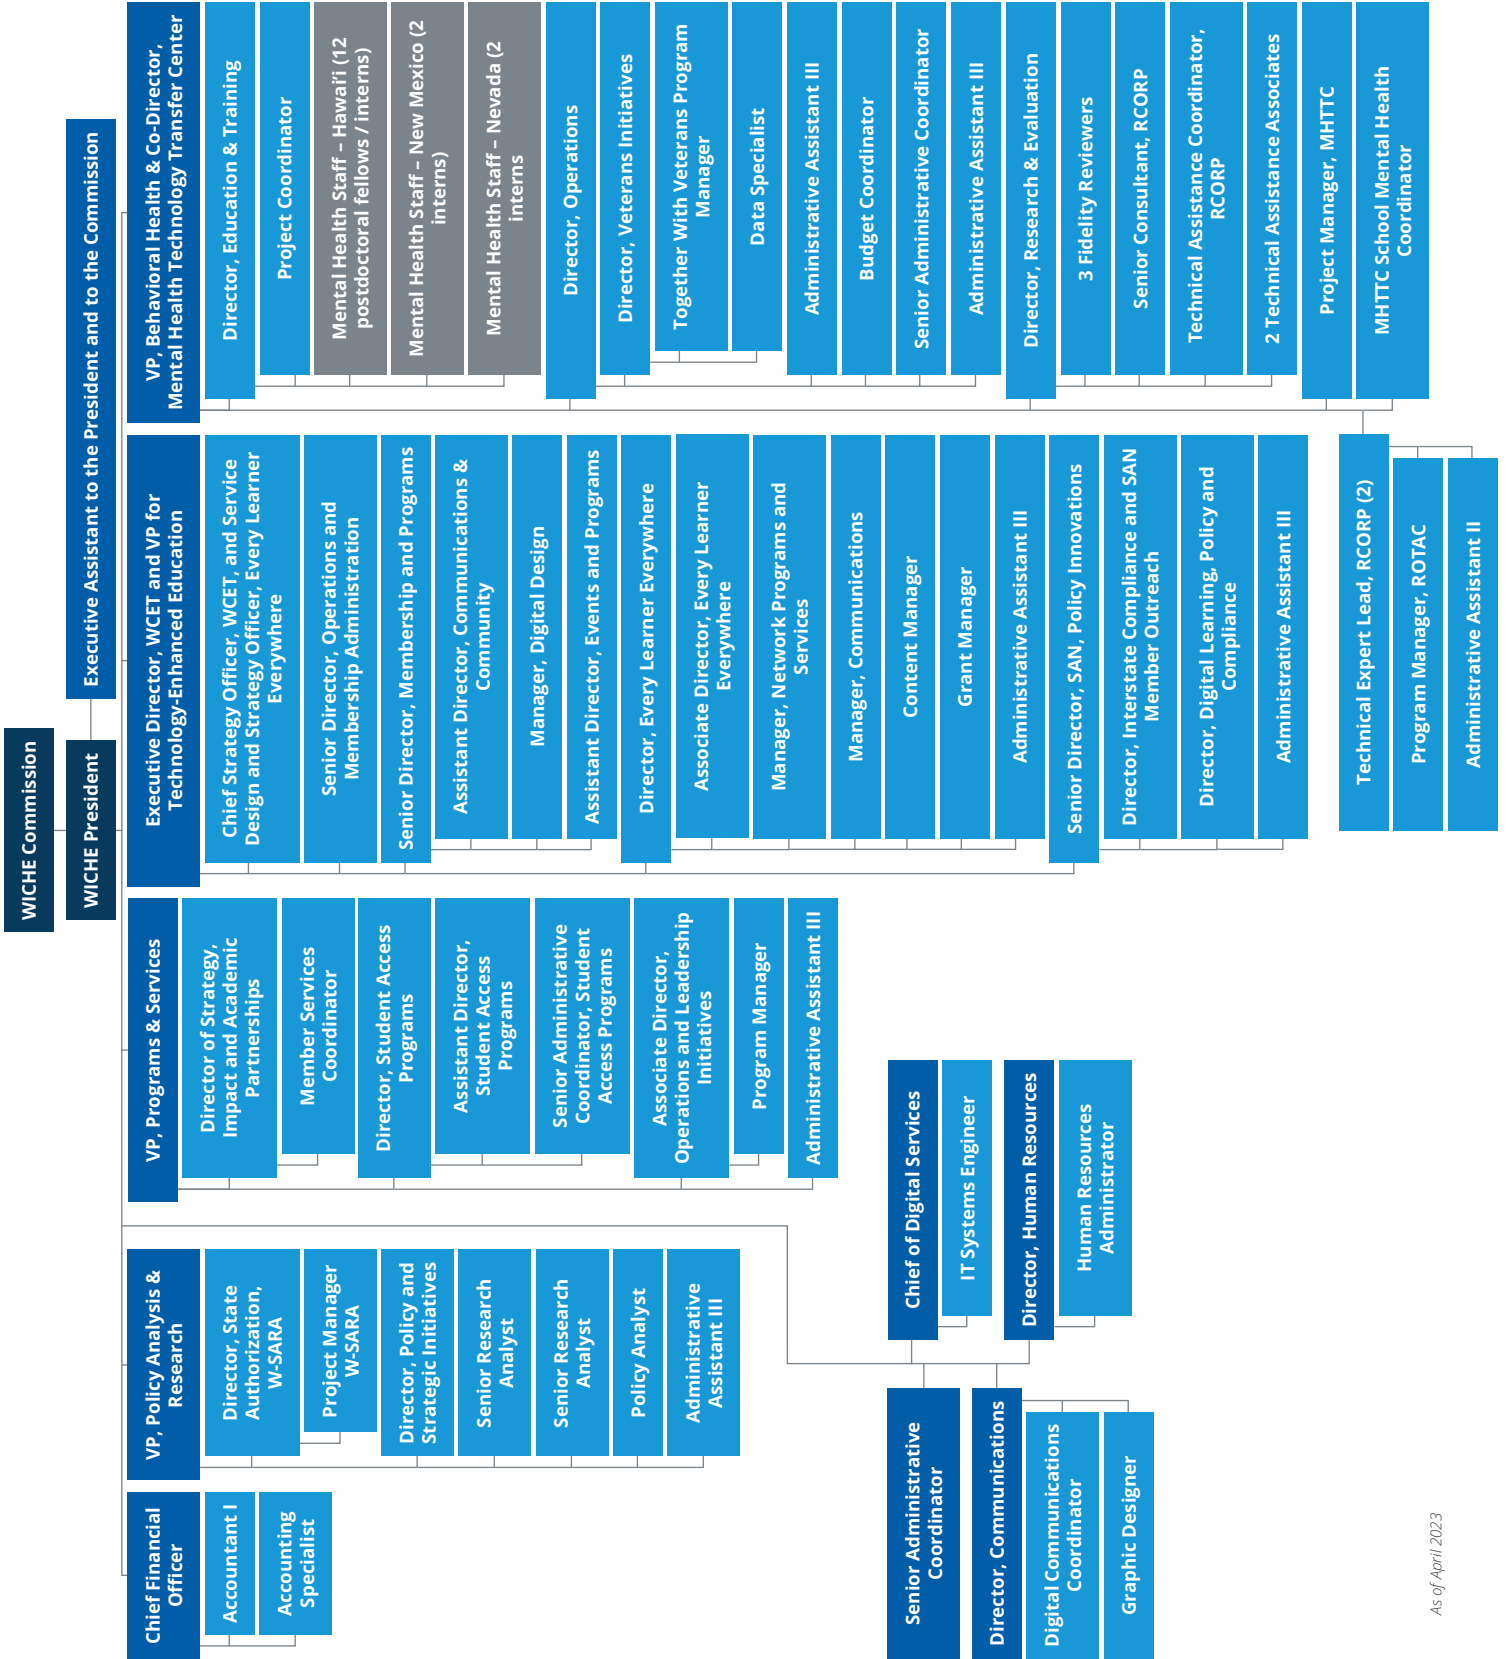 WICHE Commission
WICHE President
Executive Assistant to the President and to the Commission
Chief Financial
Officer
Accountant I
Accounting
Specialist
VP, Policy Analysis &
Research
Director, State
Authorization,
W-SARA
Project Manager
W-SARA
Director, Policy and
Strategic Initiatives
Senior Research
Analyst
Senior Research
Analyst
Policy Analyst
Administrative
Assistant III
VP, Programs & Services
Director of Strategy,
Impact and Academic
Partnerships
Member Services
Coordinator
Director, Student Access
Programs
Assistant Director,
Student Access
Programs
Senior Administrative
Coordinator, Student
Access Programs
Associate Director,
Operations and Leadership
Initiatives
Program Manager
Administrative Assistant III
Executive Director, WCET and VP for
Technology-Enhanced Education
Chief Strategy Officer, WCET, and Service
Design and Strategy Officer, Every Learner
Everywhere
Senior Director, Operations and
Membership Administration
Senior Director, Membership and Programs
Assistant Director, Communications &
Community
Manager, Digital Design
Assistant Director, Events and Programs
Director, Every Learner Everywhere
Associate Director, Every Learner
Everywhere
Manager, Network Programs and
Services
Manager, Communications
Content Manager
Grant Manager
Administrative Assistant III
Senior Director, SAN, Policy Innovations
Director, Interstate Compliance and SAN
Member Outreach
Director, Digital Learning, Policy and
Compliance
Administrative Assistant III
VP, Behavioral Health & Co-Director,
Mental Health Technology Transfer Center
Director, Education & Training
Project Coordinator
Mental Health Staff – Hawai'i (12
postdoctoral fellows / interns)
Mental Health Staff – New Mexico (2
interns)
Mental Health Staff – Nevada (2
interns
Director, Operations
Director, Veterans Initiatives
Together With Veterans Program
Manager
Data Specialist
Administrative Assistant III
Budget Coordinator
Senior Administrative Coordinator
Administrative Assistant III
Director, Research & Evaluation
3 Fidelity Reviewers
Senior Consultant, RCORP
Technical Assistance Coordinator,
RCORP
2 Technical Assistance Associates
Project Manager, MHTTC
MHTTC School Mental Health
Coordinator
Technical Expert Lead, RCORP (2)
Program Manager, ROTAC
Administrative Assistant II
Senior Administrative
Coordinator
Director, Communications
Digital Communications
Coordinator
Graphic Designer
Chief of Digital Services
IT Systems Engineer
Director, Human Resources
Human Resources
Administrator
As of April 2023